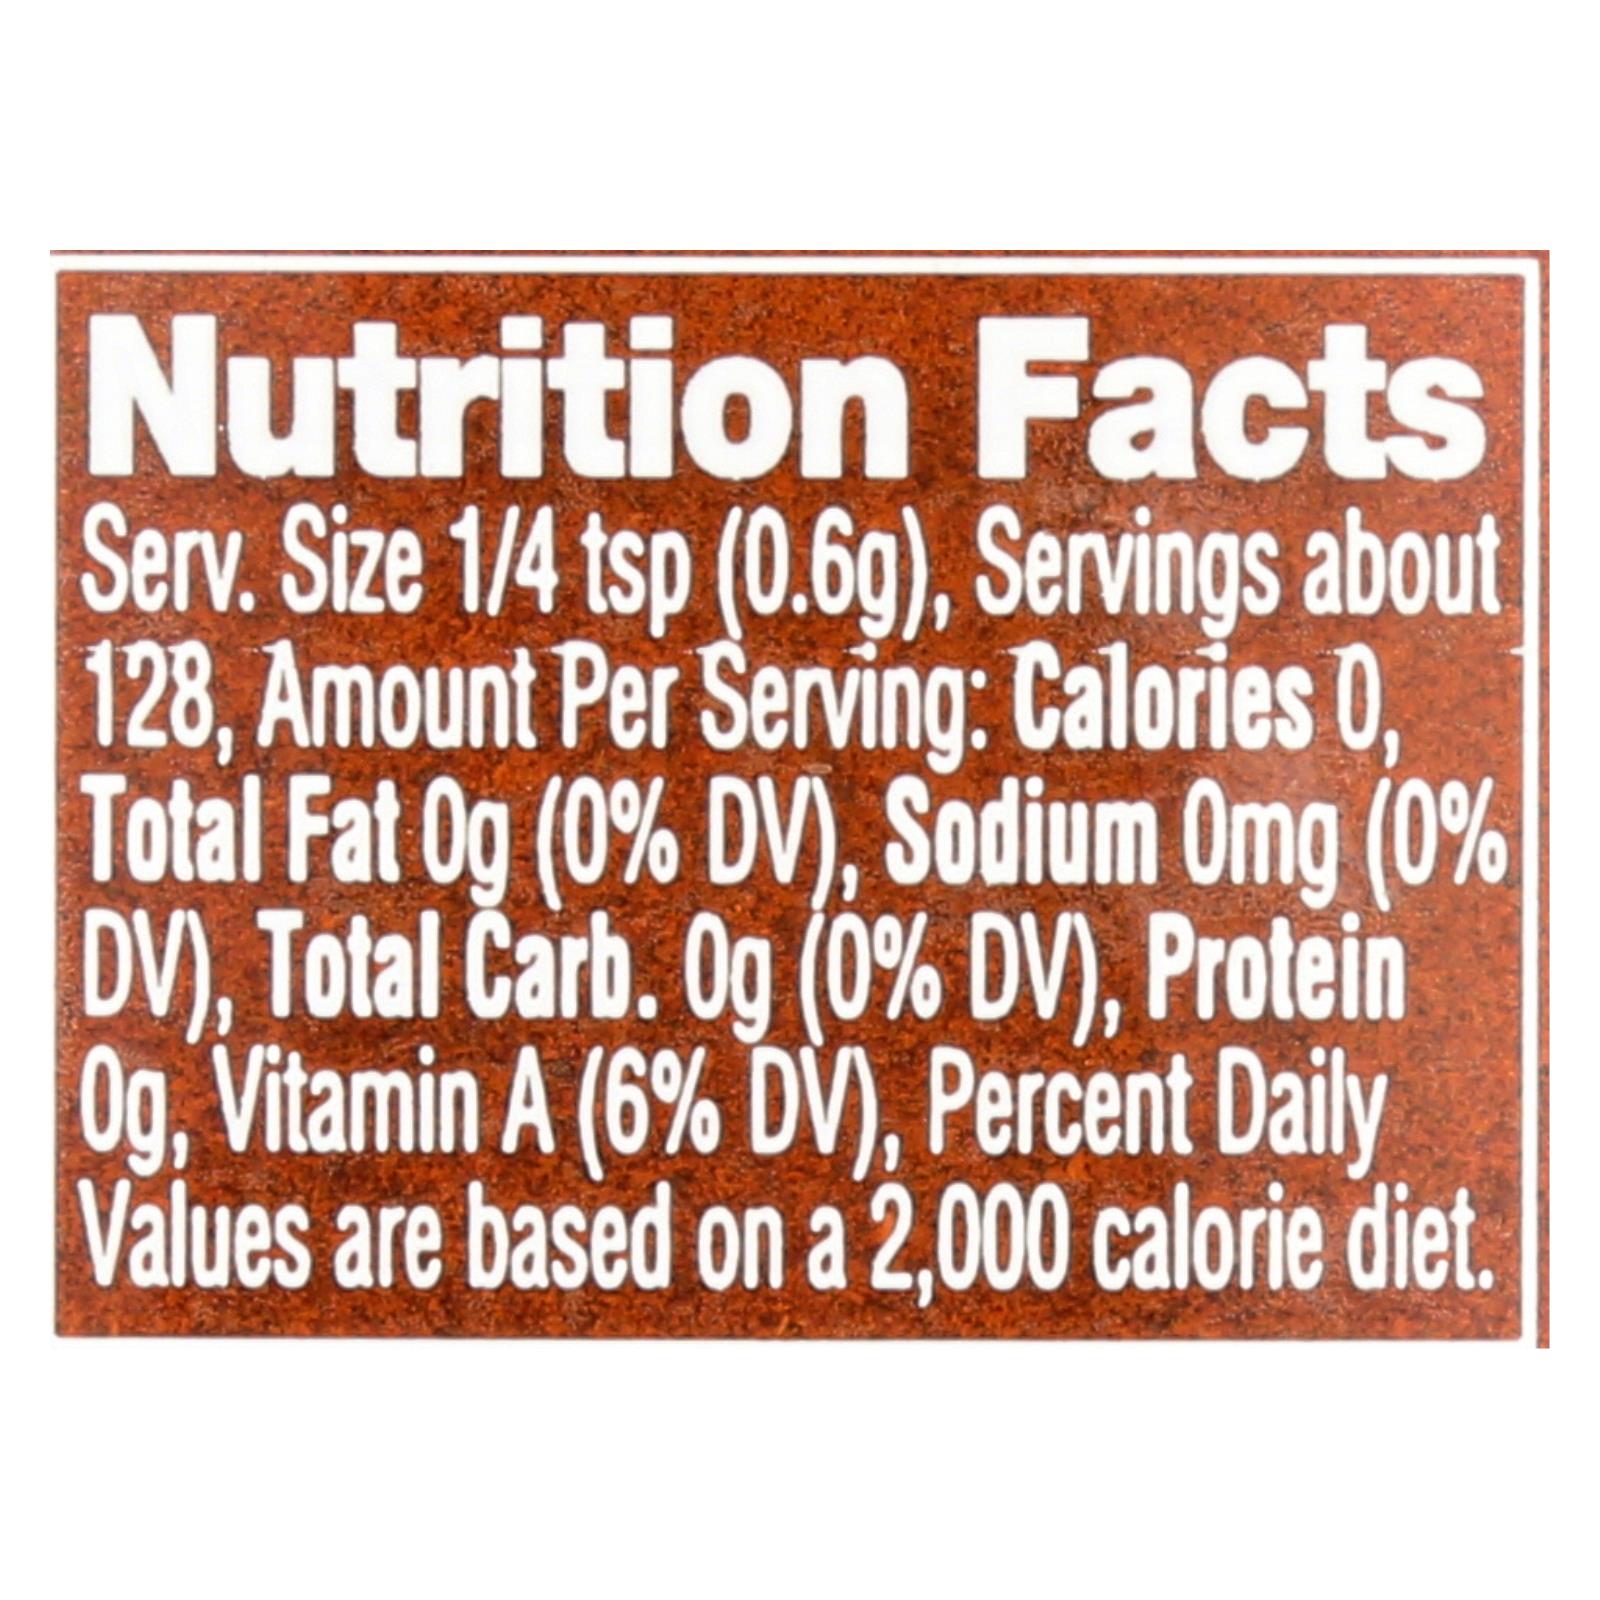 Nutrition Facts
Serv. Size 1/4 tsp (0.6g), Servings about
128, Amount Per Serving: Calories 0,
Total Fat 0g (0% DV), Sodium 0mg (0%
DV), Total Carb. 0g (0% DV), Protein
0g, Vitamin A (6% DV), Percent Daily
Values are based on a 2,000 calorie diet.